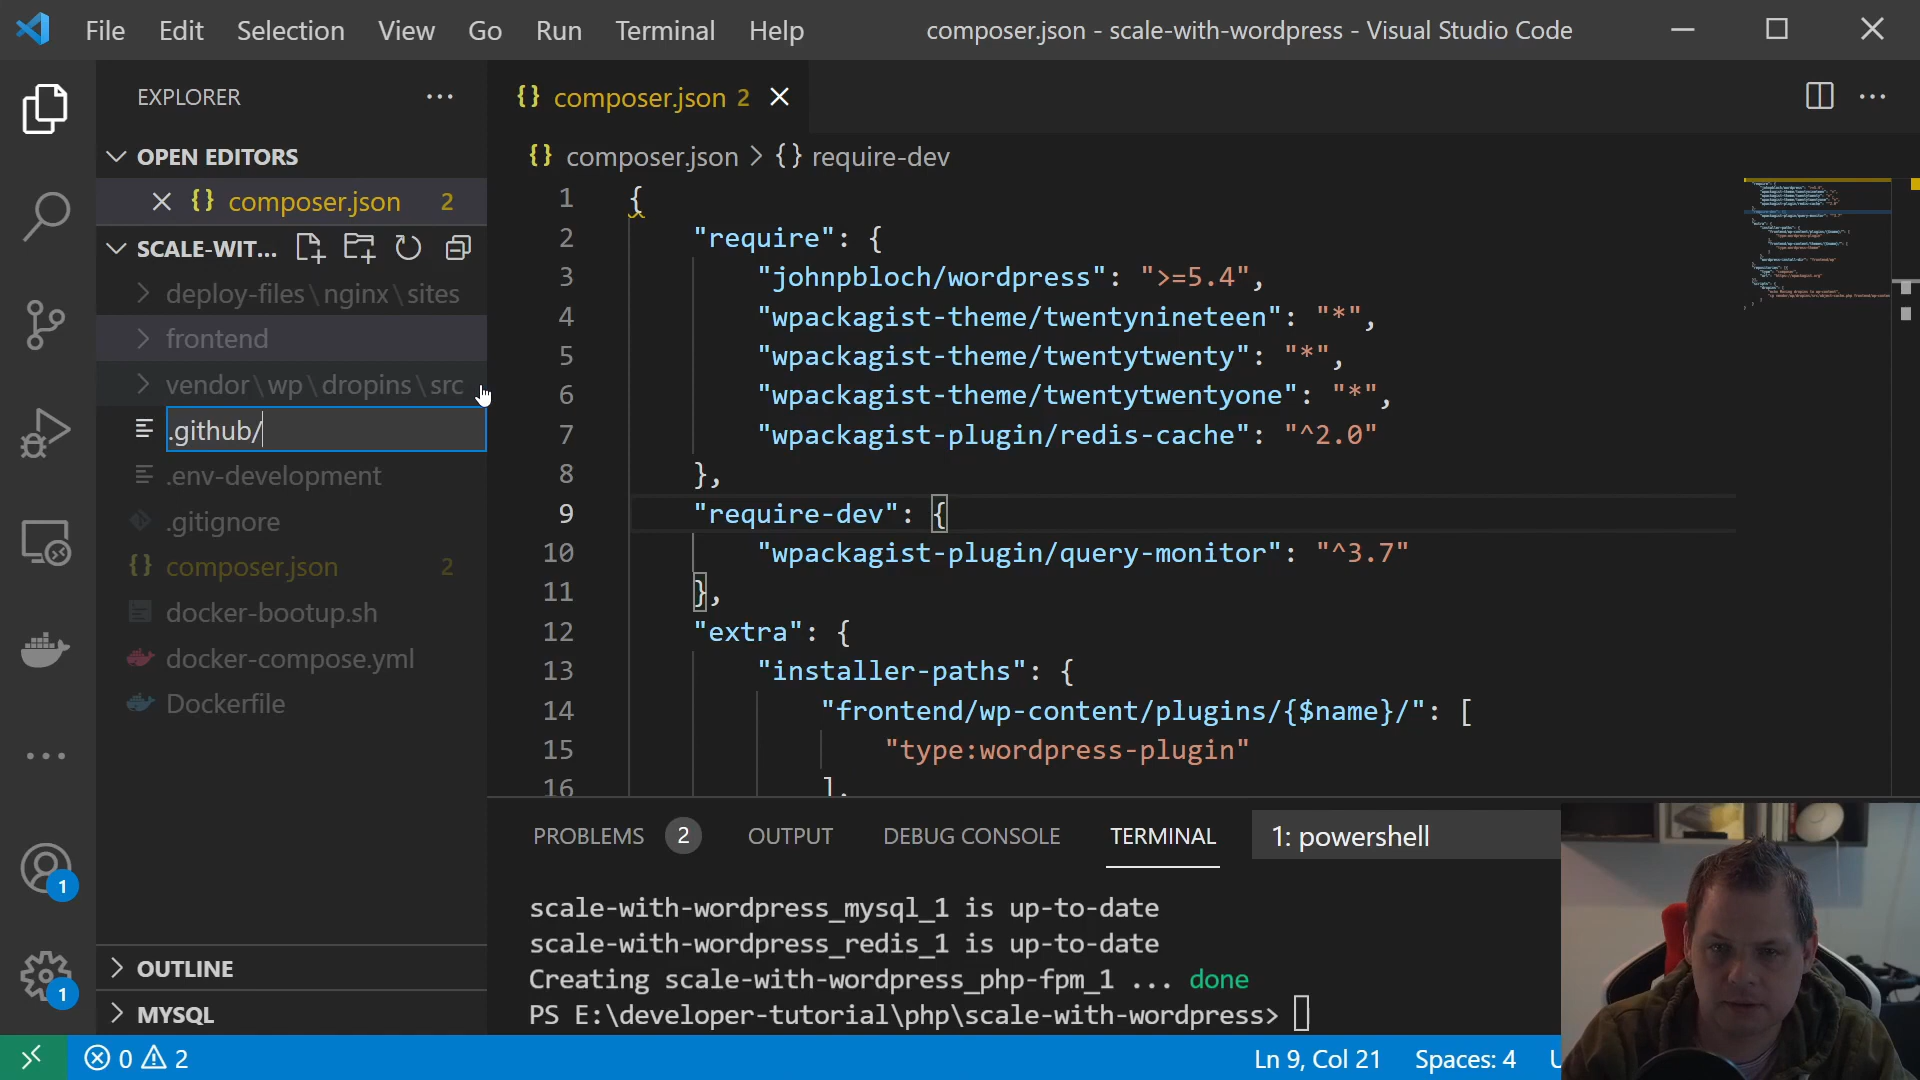 File Edit Selection View Go Run Terminal Help
composer.json - scale-with-wordpress - Visual Studio Code
EXPLORER
OPEN EDITORS
composer.json 2
SCALE-WIT...
deploy-files\nginx\sites
frontend
vendor\wp\dropins\src
.github/
.env-development
.gitignore
composer.json 2
docker-bootup.sh
docker-compose.yml
Dockerfile
OUTLINE
MYSQL
1
1
{} composer.json 2
{} composer.json > {} require-dev
1 {
2 "require": {
3 "johnpbloch/wordpress": ">=5.4",
4 "wpackagist-theme/twentynineteen": "*",
5 "wpackagist-theme/twentytwenty": "*",
6 "wpackagist-theme/twentytwentyone": "*",
7 "wpackagist-plugin/redis-cache": "^2.0"
8 },
9 "require-dev": {
10 "wpackagist-plugin/query-monitor": "^3.7"
11 },
12 "extra": {
13 "installer-paths": {
14 "frontend/wp-content/plugins/{$name}/": [
15 "type:wordpress-plugin"
16 ],
PROBLEMS 2 OUTPUT DEBUG CONSOLE TERMINAL 1: powershell
scale-with-wordpress_mysql_1 is up-to-date
scale-with-wordpress_redis_1 is up-to-date
Creating scale-with-wordpress_php-fpm_1 ... done
PS E:\developer-tutorial\php\scale-with-wordpress>
0 2 Ln 9, Col 21 Spaces: 4